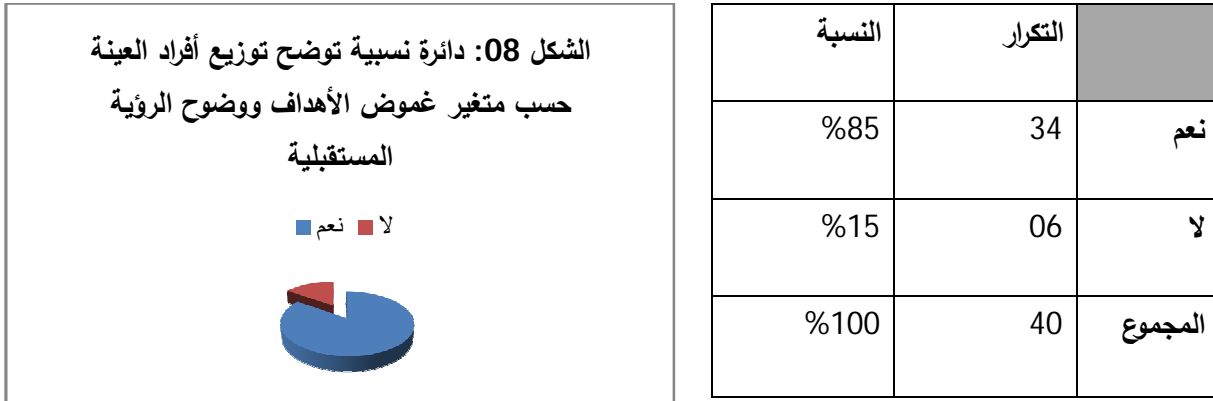 التكرار النسبة
نعم 34 %85
لا 06 %15
المجموع 40 %100
الشكل 08: دائرة نسبية توضح توزيع أفراد العينة
حسب متغير غموض الأهداف ووضوح الرؤية
المستقبلية
نعم لا